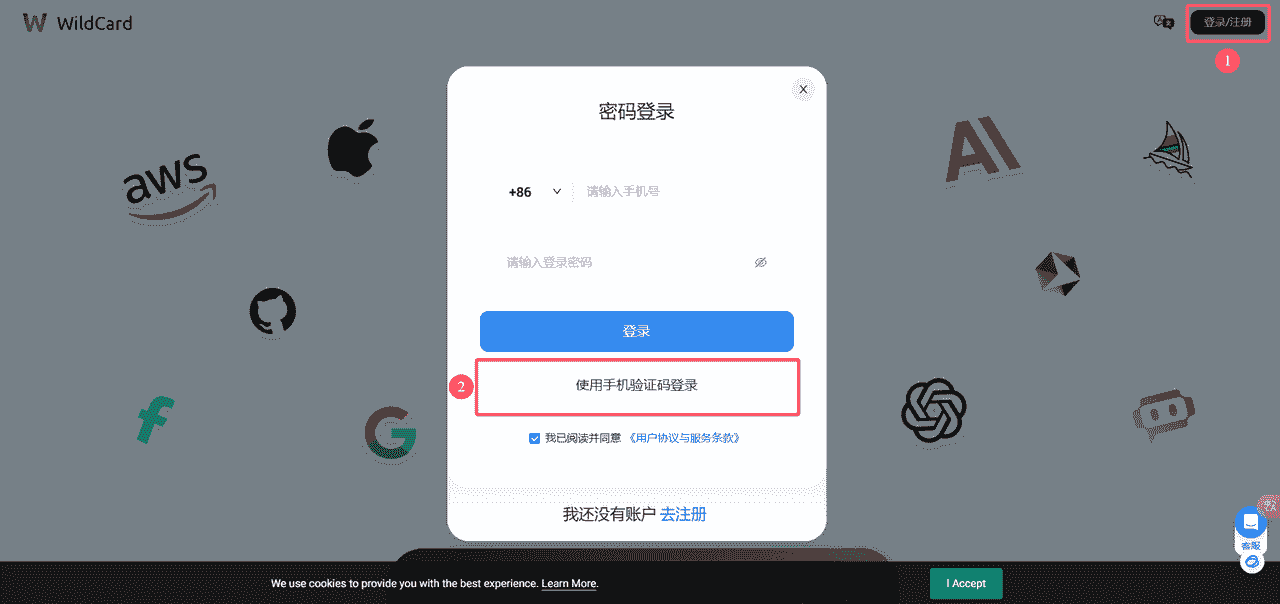 WildCard
登录/注册
1
密码登录
+86
请输入手机号
请输入登录密码
登录
2
使用手机验证码登录
我已阅读并同意 《用户协议与服务条款》
我还没有账户 去注册
aws
AI
客服
We use cookies to provide you with the best experience. Learn More.
I Accept